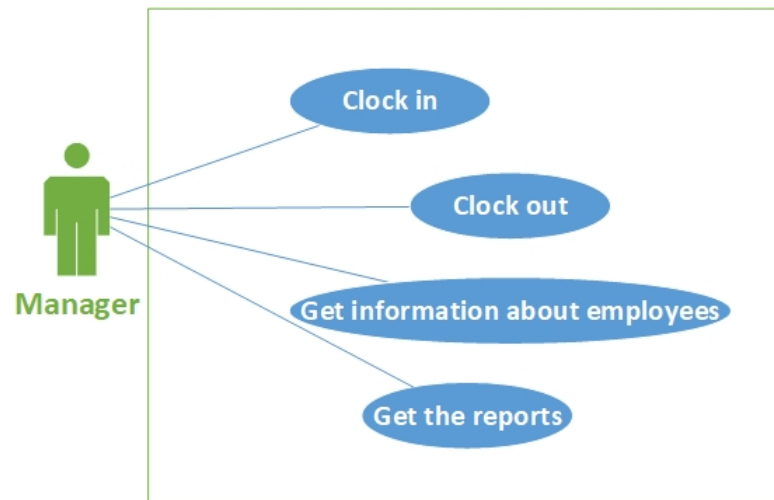 Clock in
Clock out
Manager
Get information about employees
Get the reports